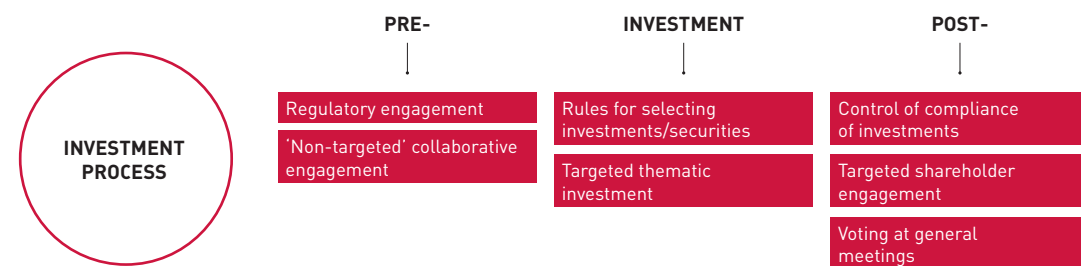 PRE-
INVESTMENT
POST-
INVESTMENT
PROCESS
Regulatory engagement
'Non-targeted' collaborative
engagement
Rules for selecting
investments/securities
Targeted thematic
investment
Control of compliance
of investments
Targeted shareholder
engagement
Voting at general
meetings